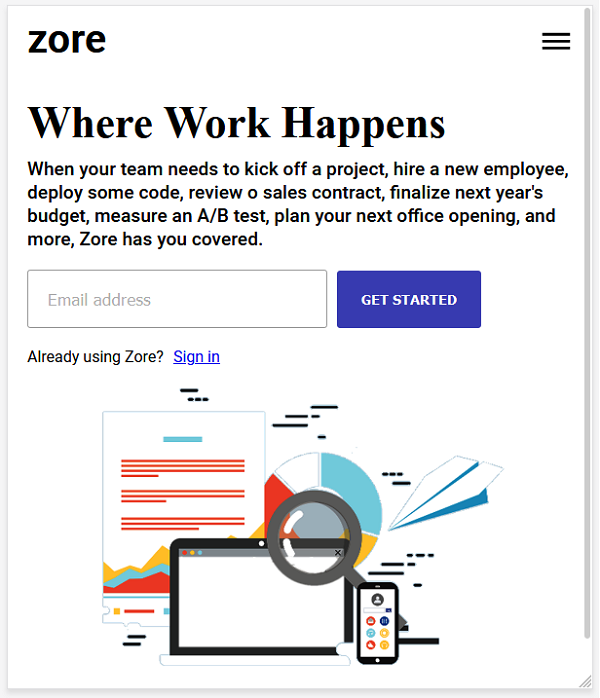 zore
Where Work Happens
When your team needs to kick off a project, hire a new employee,
deploy some code, review o sales contract, finalize next year's
budget, measure an A/B test, plan your next office opening, and
more, Zore has you covered.
Email address
GET STARTED
Already using Zore? Sign in